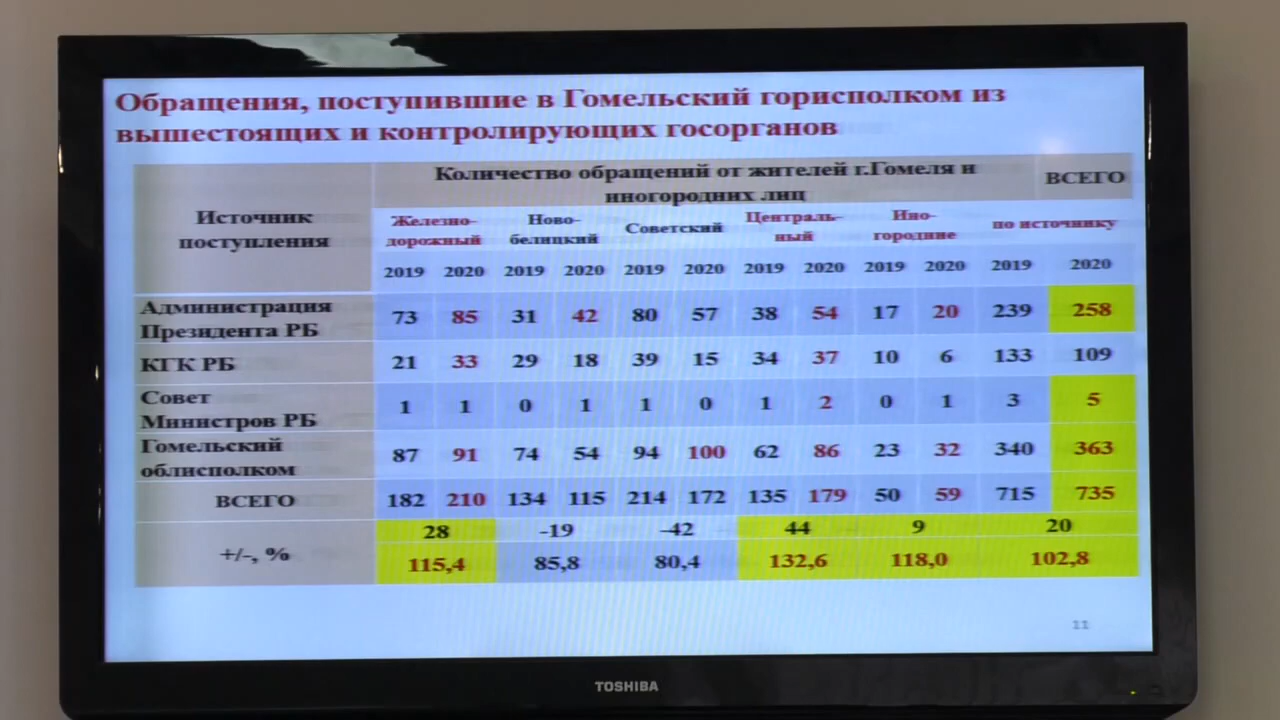 Обращения, поступившие в Гомельский горисполком из
вышестоящих и контролирующих госорганов
Источник
поступления
Количество обращений от жителей г.Гомеля и
иногородних лиц
ВСЕГО
Железно-
дорожный
Ново-
белицкий
Советский
Централь-
ный
Ино-
городние
по источнику
2019 2020 2019 2020 2019 2020 2019 2020 2019 2020 2019 2020
Администрация
Президента РБ
73 85 31 42 80 57 38 54 17 20 239 258
КГК РБ 21 33 29 18 39 15 34 37 10 6 133 109
Совет
Министров РБ
1 1 0 1 1 0 1 2 0 1 3 5
Гомельский
облисполком
87 91 74 54 94 100 62 86 23 32 340 363
ВСЕГО 182 210 134 115 214 172 135 179 50 59 715 735
+/-, %
28 -19 -42 44 9 20
115,4 85,8 80,4 132,6 118,0 102,8
11
TOSHIBA